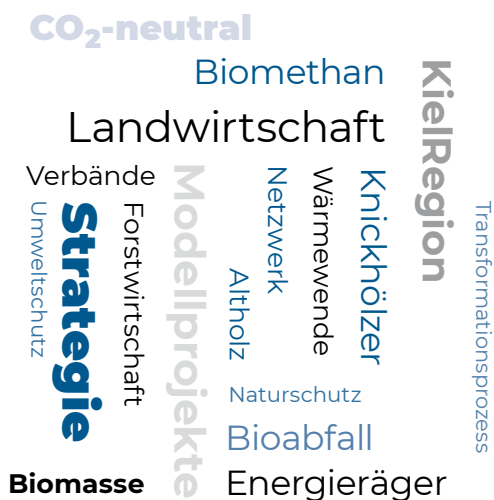 CO₂-neutral
Biomethan
KielRegion
Landwirtschaft
Verbände
Modellprojekte
Netzwerk
Wärmewende
Knickhölzer
Umweltschutz
Strategie
Forstwirtschaft
Transformationsprozess
Altholz
Naturschutz
Bioabfall
Biomasse
Energieräger